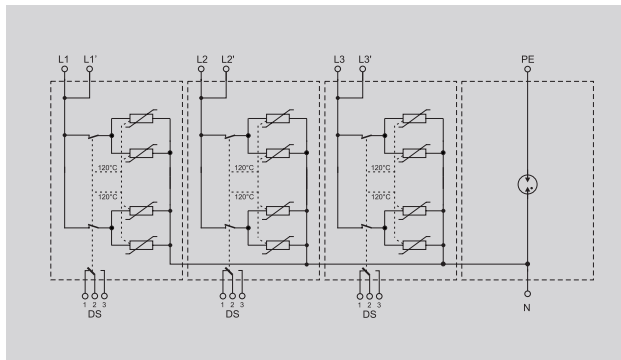 L1 L1' L2 L2' L3 L3' PE
120°C 120°C 120°C
120°C 120°C 120°C
1 2 3 1 2 3 1 2 3 N
DS DS DS